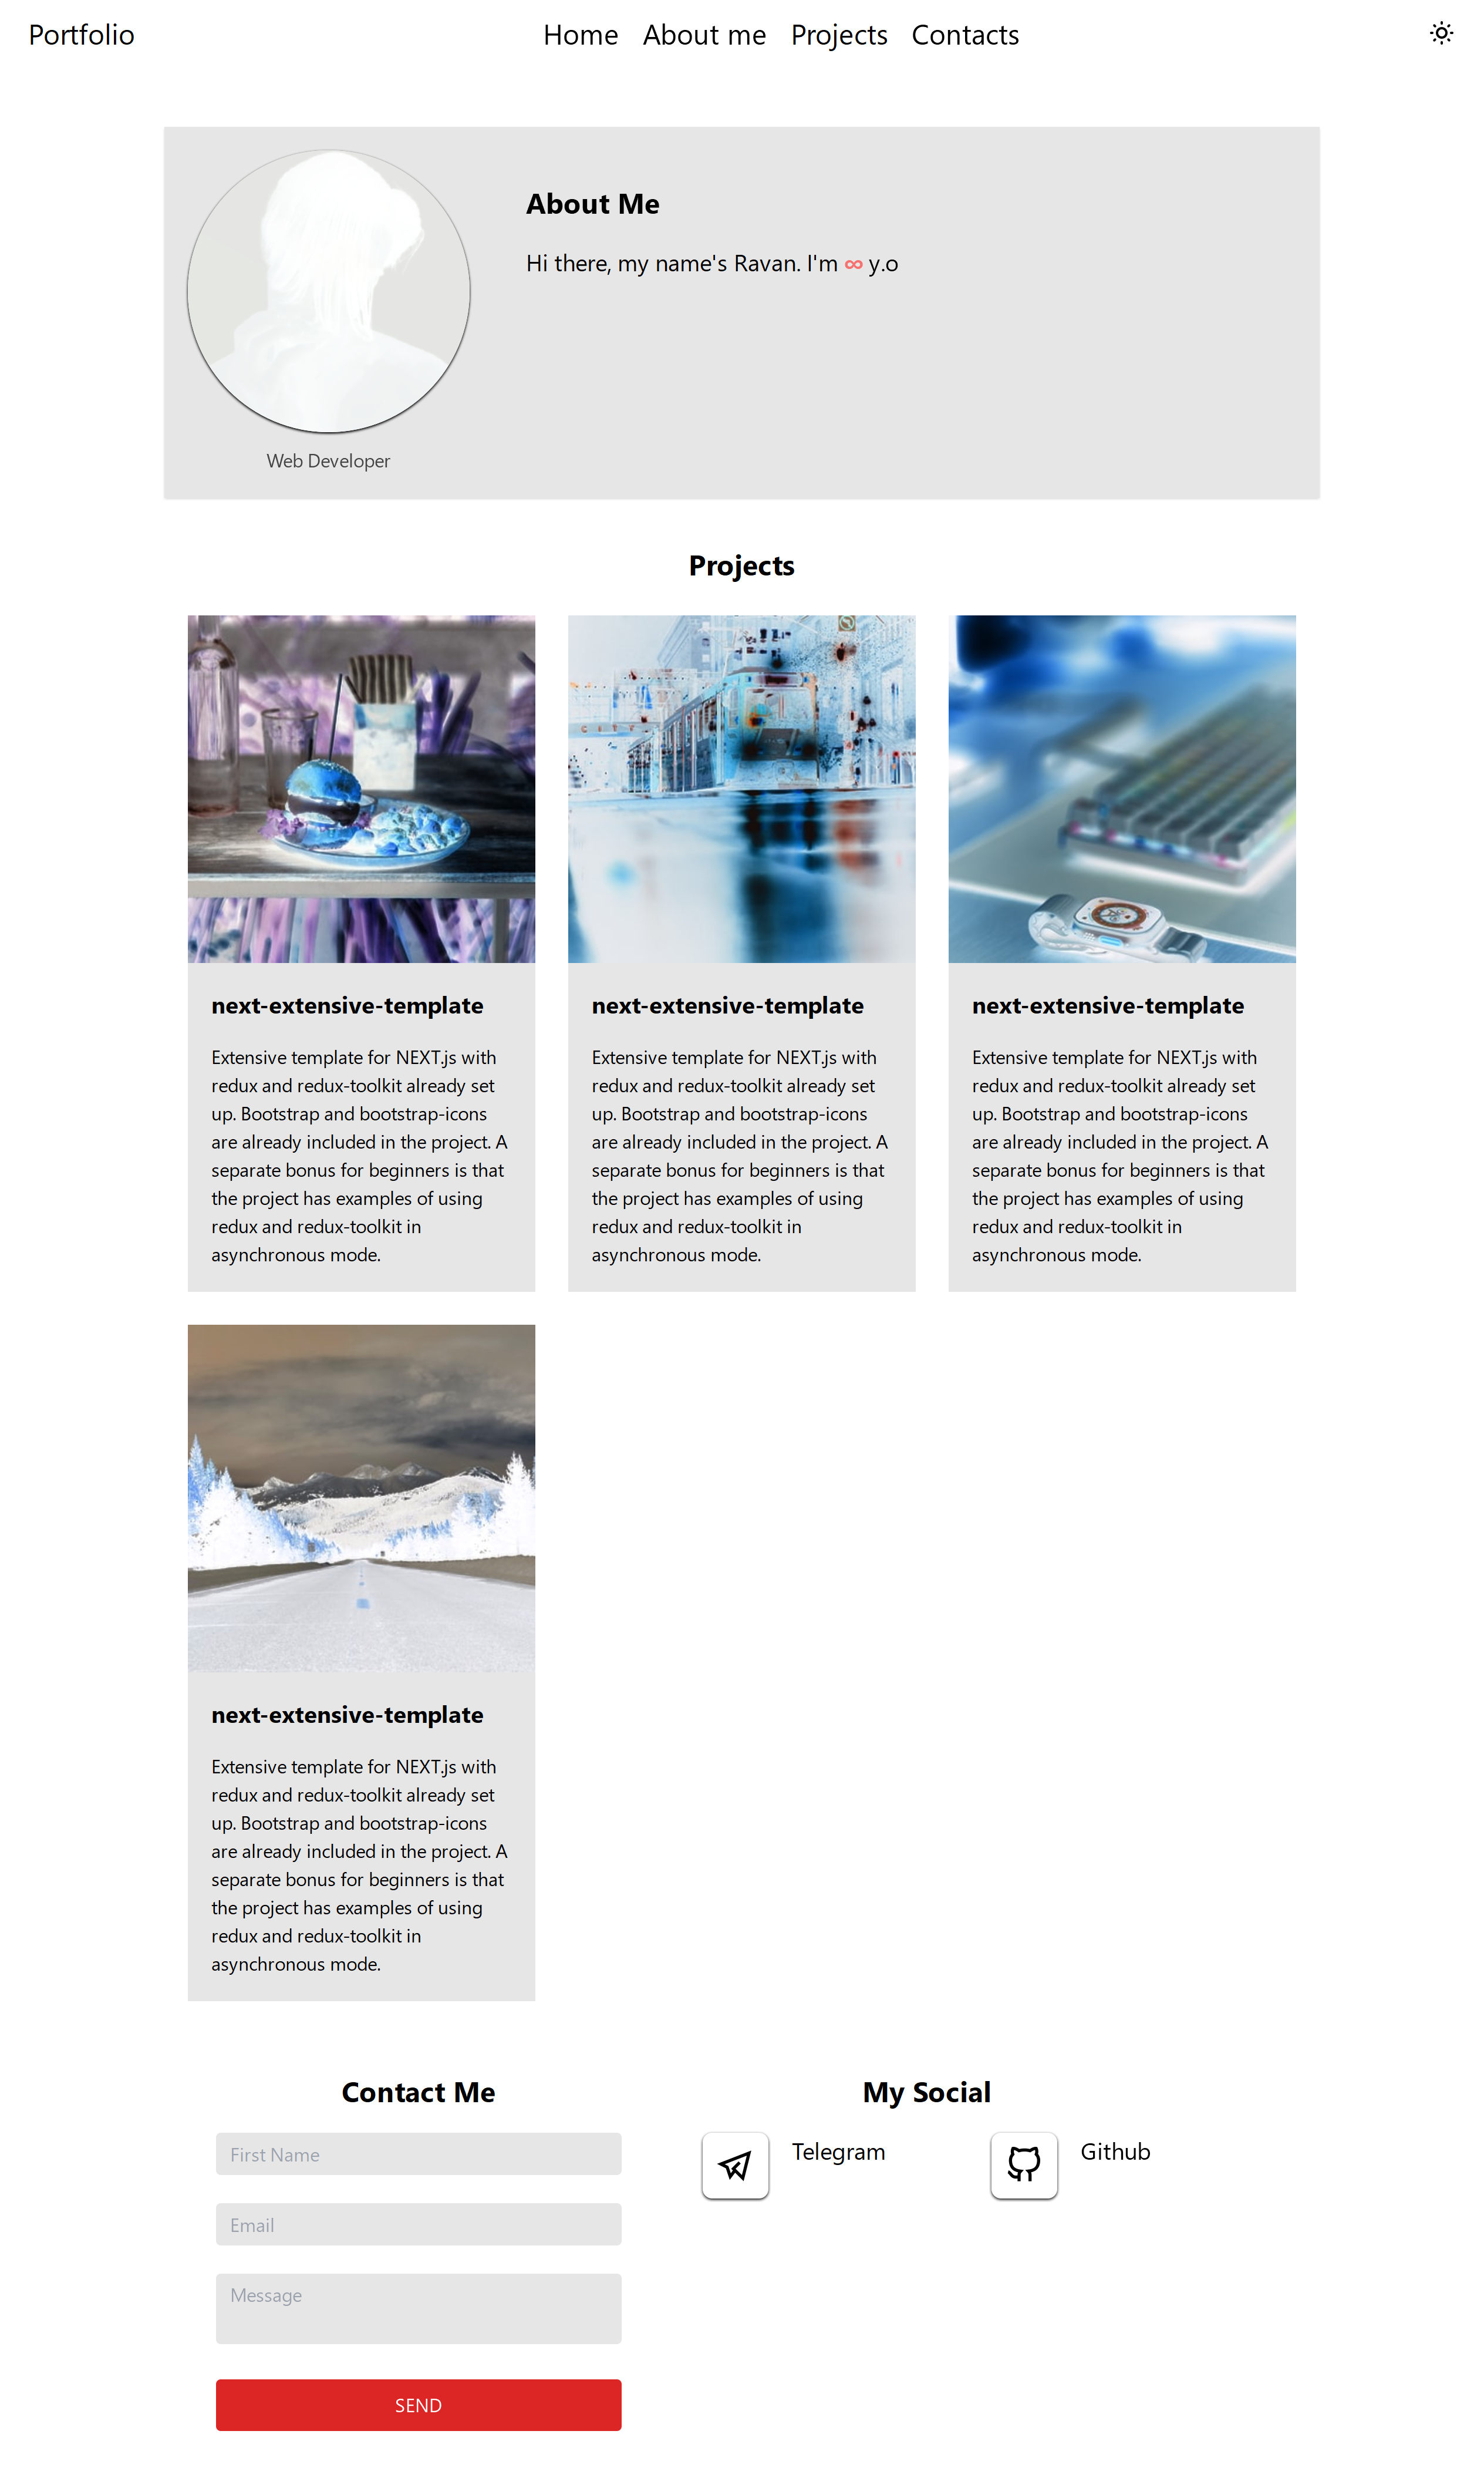 Portfolio
Home About me Projects Contacts
About Me
Hi there, my name's Ravan. I'm ∞ y.o
Web Developer
Projects
next-extensive-template
Extensive template for NEXT.js with
redux and redux-toolkit already set
up. Bootstrap and bootstrap-icons
are already included in the project. A
separate bonus for beginners is that
the project has examples of using
redux and redux-toolkit in
asynchronous mode.
next-extensive-template
Extensive template for NEXT.js with
redux and redux-toolkit already set
up. Bootstrap and bootstrap-icons
are already included in the project. A
separate bonus for beginners is that
the project has examples of using
redux and redux-toolkit in
asynchronous mode.
next-extensive-template
Extensive template for NEXT.js with
redux and redux-toolkit already set
up. Bootstrap and bootstrap-icons
are already included in the project. A
separate bonus for beginners is that
the project has examples of using
redux and redux-toolkit in
asynchronous mode.
next-extensive-template
Extensive template for NEXT.js with
redux and redux-toolkit already set
up. Bootstrap and bootstrap-icons
are already included in the project. A
separate bonus for beginners is that
the project has examples of using
redux and redux-toolkit in
asynchronous mode.
Contact Me
First Name
Email
Message
SEND
My Social
Telegram
Github